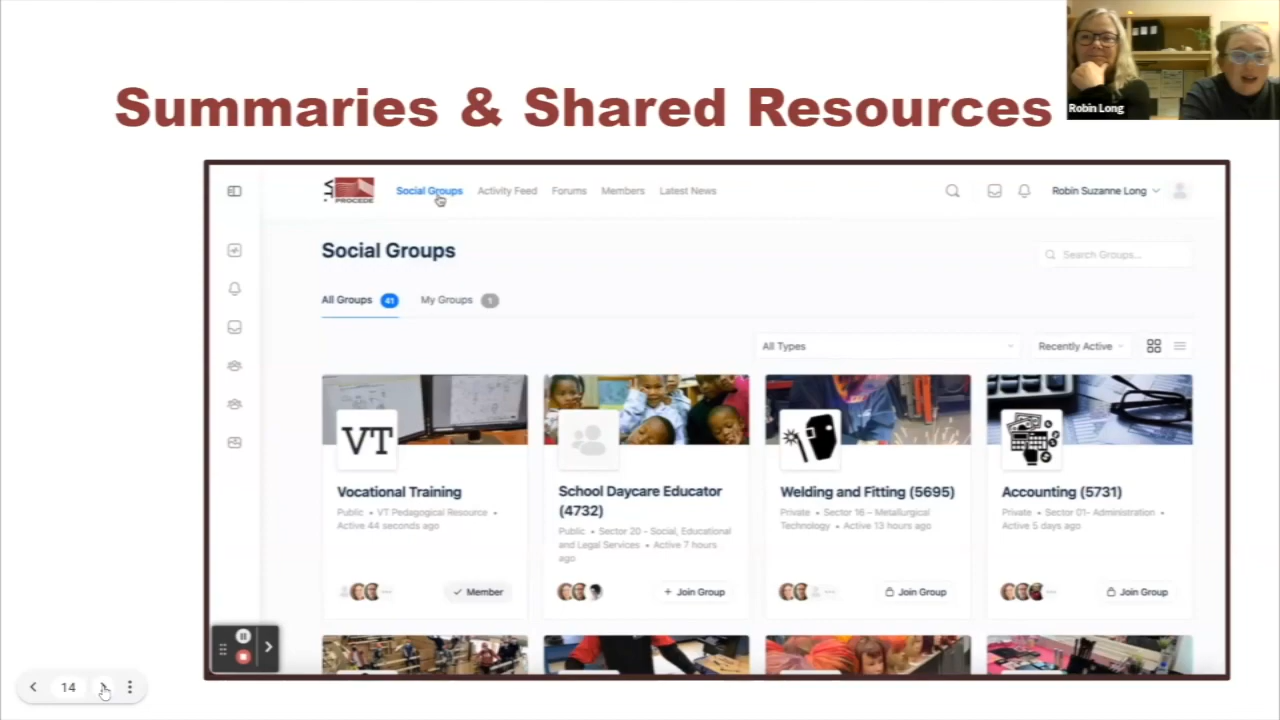 Summaries & Shared Resources
Robin Long
PROCEDE
Social Groups Activity Feed Forums Members Latest News
Robin Suzanne Long
Social Groups
Search Groups...
All Groups 41 My Groups 1
All Types
Recently Active
VT
Vocational Training
Public • VT Pedagogical Resource •
Active 44 seconds ago
Member
School Daycare Educator
(4732)
Public • Sector 20 - Social, Educational
and Legal Services • Active 7 hours
ago
+ Join Group
Welding and Fitting (5695)
Private • Sector 16 – Metallurgical
Technology • Active 13 hours ago
Join Group
Accounting (5731)
Private • Sector 01- Administration •
Active 5 days ago
Join Group
14